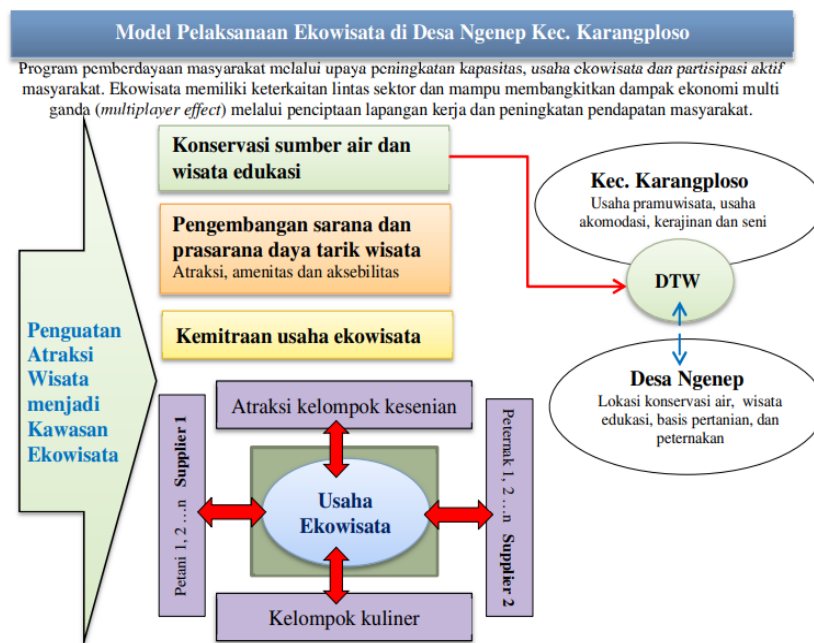 Model Pelaksanaan Ekowisata di Desa Ngenep Kec. Karangploso
Program pemberdayaan masyarakat melalui upaya peningkatan kapasitas, usaha ekowisata dan partisipasi aktif
masyarakat. Ekowisata memiliki keterkaitan lintas sektor dan mampu membangkitkan dampak ekonomi multi
ganda (multiplayer effect) melalui penciptaan lapangan kerja dan peningkatan pendapatan masyarakat.
Penguatan
Atraksi
Wisata
menjadi
Kawasan
Ekowisata
Konservasi sumber air dan
wisata edukasi
Pengembangan sarana dan
prasarana daya tarik wisata
Atraksi, amenitas dan aksebilitas
Kemitraan usaha ekowisata
Atraksi kelompok kesenian
Petani 1, 2 ...n Supplier 1
Usaha
Ekowisata
Peternak 1, 2 ...n Supplier 2
Kelompok kuliner
Kec. Karangploso
Usaha pramuwisata, usaha
akomodasi, kerajinan dan seni
DTW
Desa Ngenep
Lokasi konservasi air, wisata
edukasi, basis pertanian, dan
peternakan